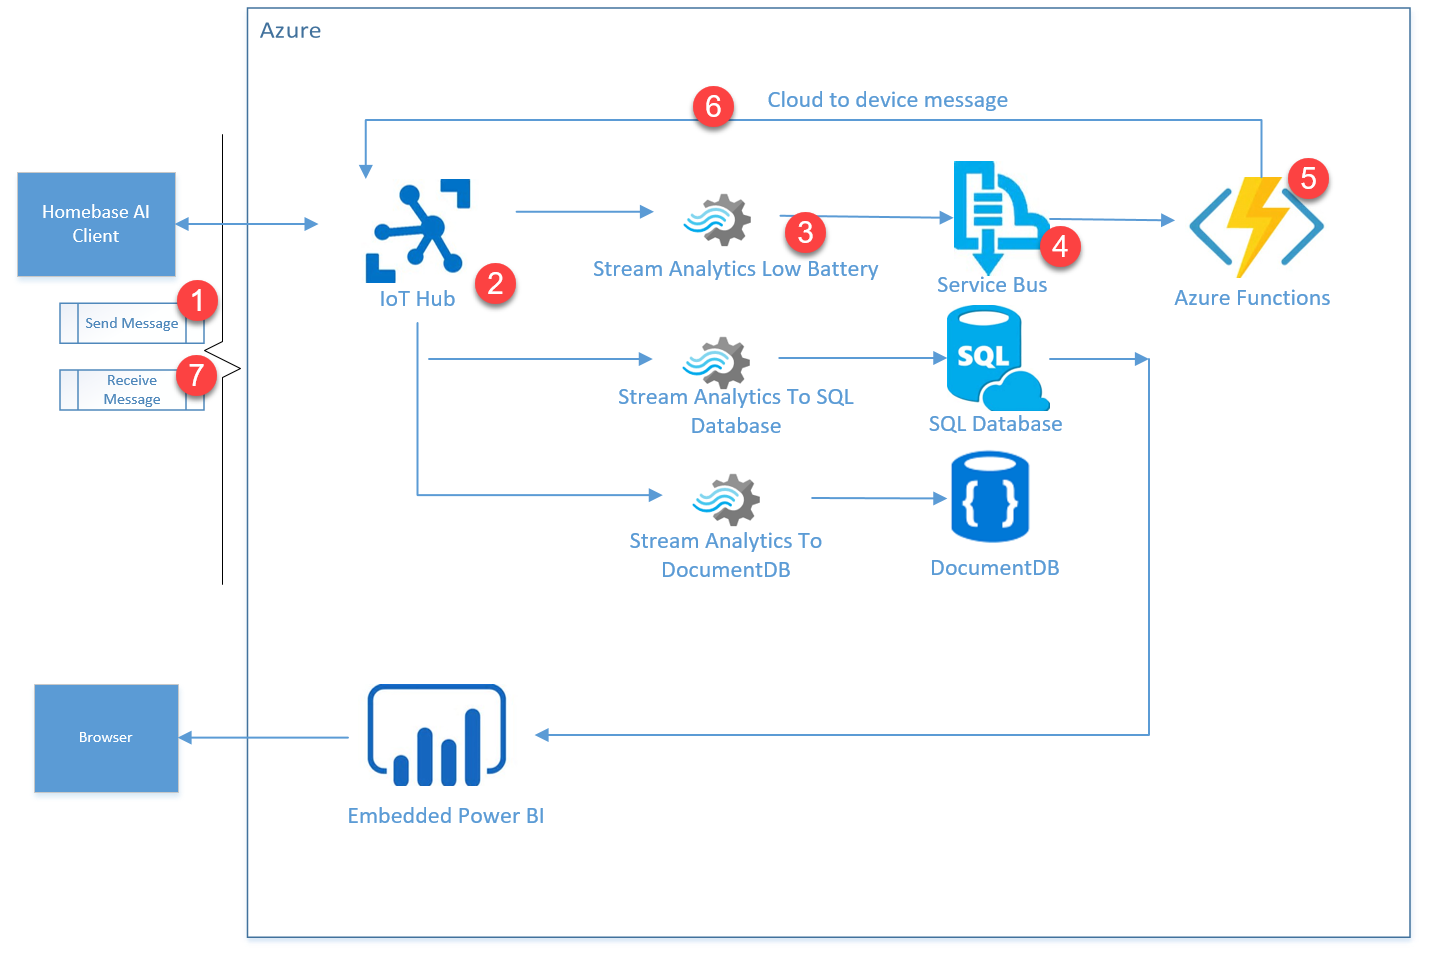 Azure
6
Cloud to device message
Homebase AI
Client
1
Send Message
7
Receive
Message
IoT Hub
2
Stream Analytics Low Battery
3
4
Service Bus
5
Azure Functions
Stream Analytics To SQL
Database
SQL
SQL Database
Stream Analytics To
DocumentDB
{ }
DocumentDB
Browser
Embedded Power BI